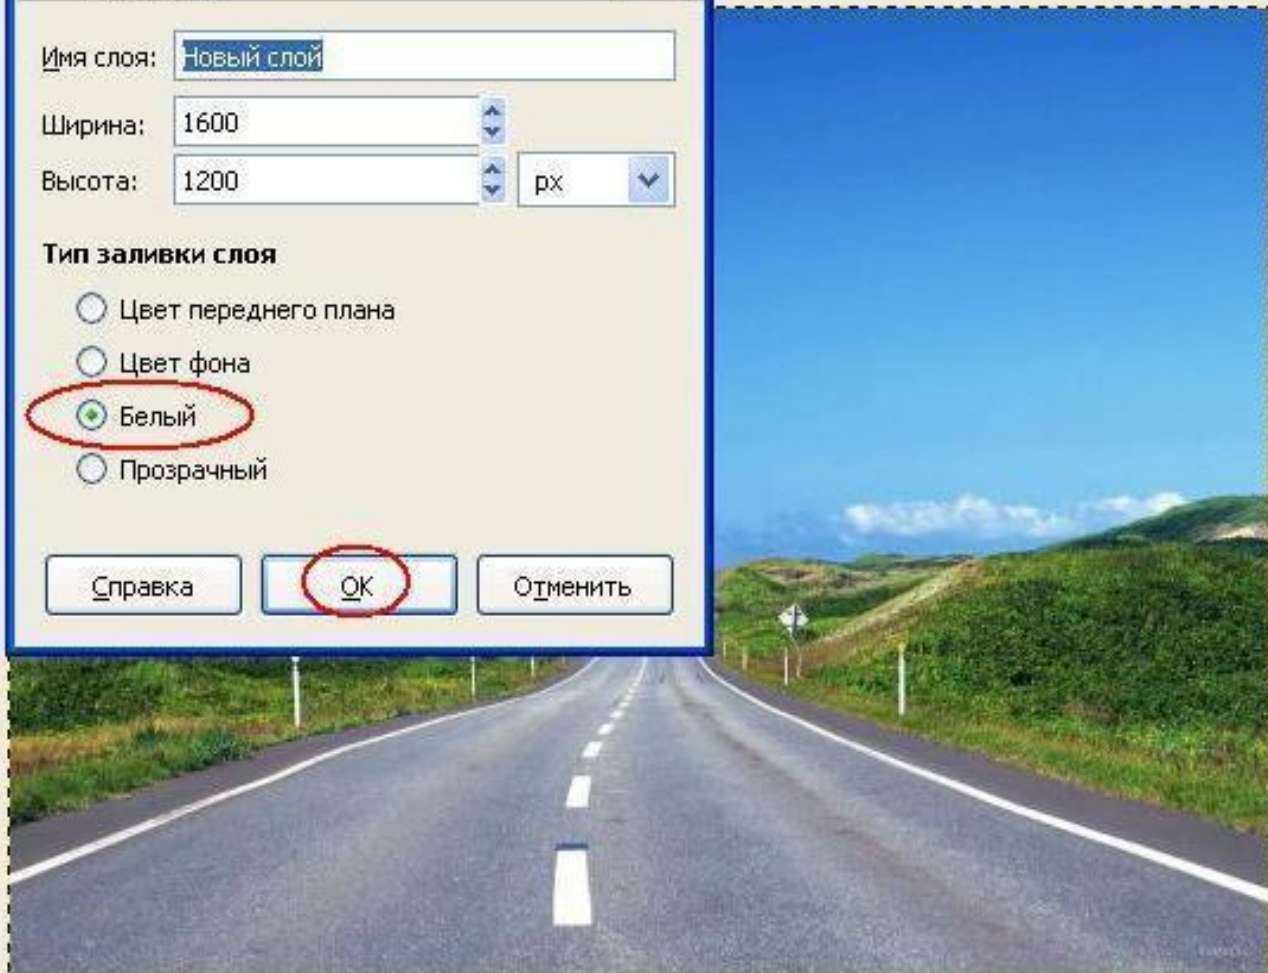 Имя слоя: Новый слой
Ширина: 1600
Высота: 1200 px
Тип заливки слоя
Цвет переднего плана
Цвет фона
Белый
Прозрачный
Справка OK Отменить